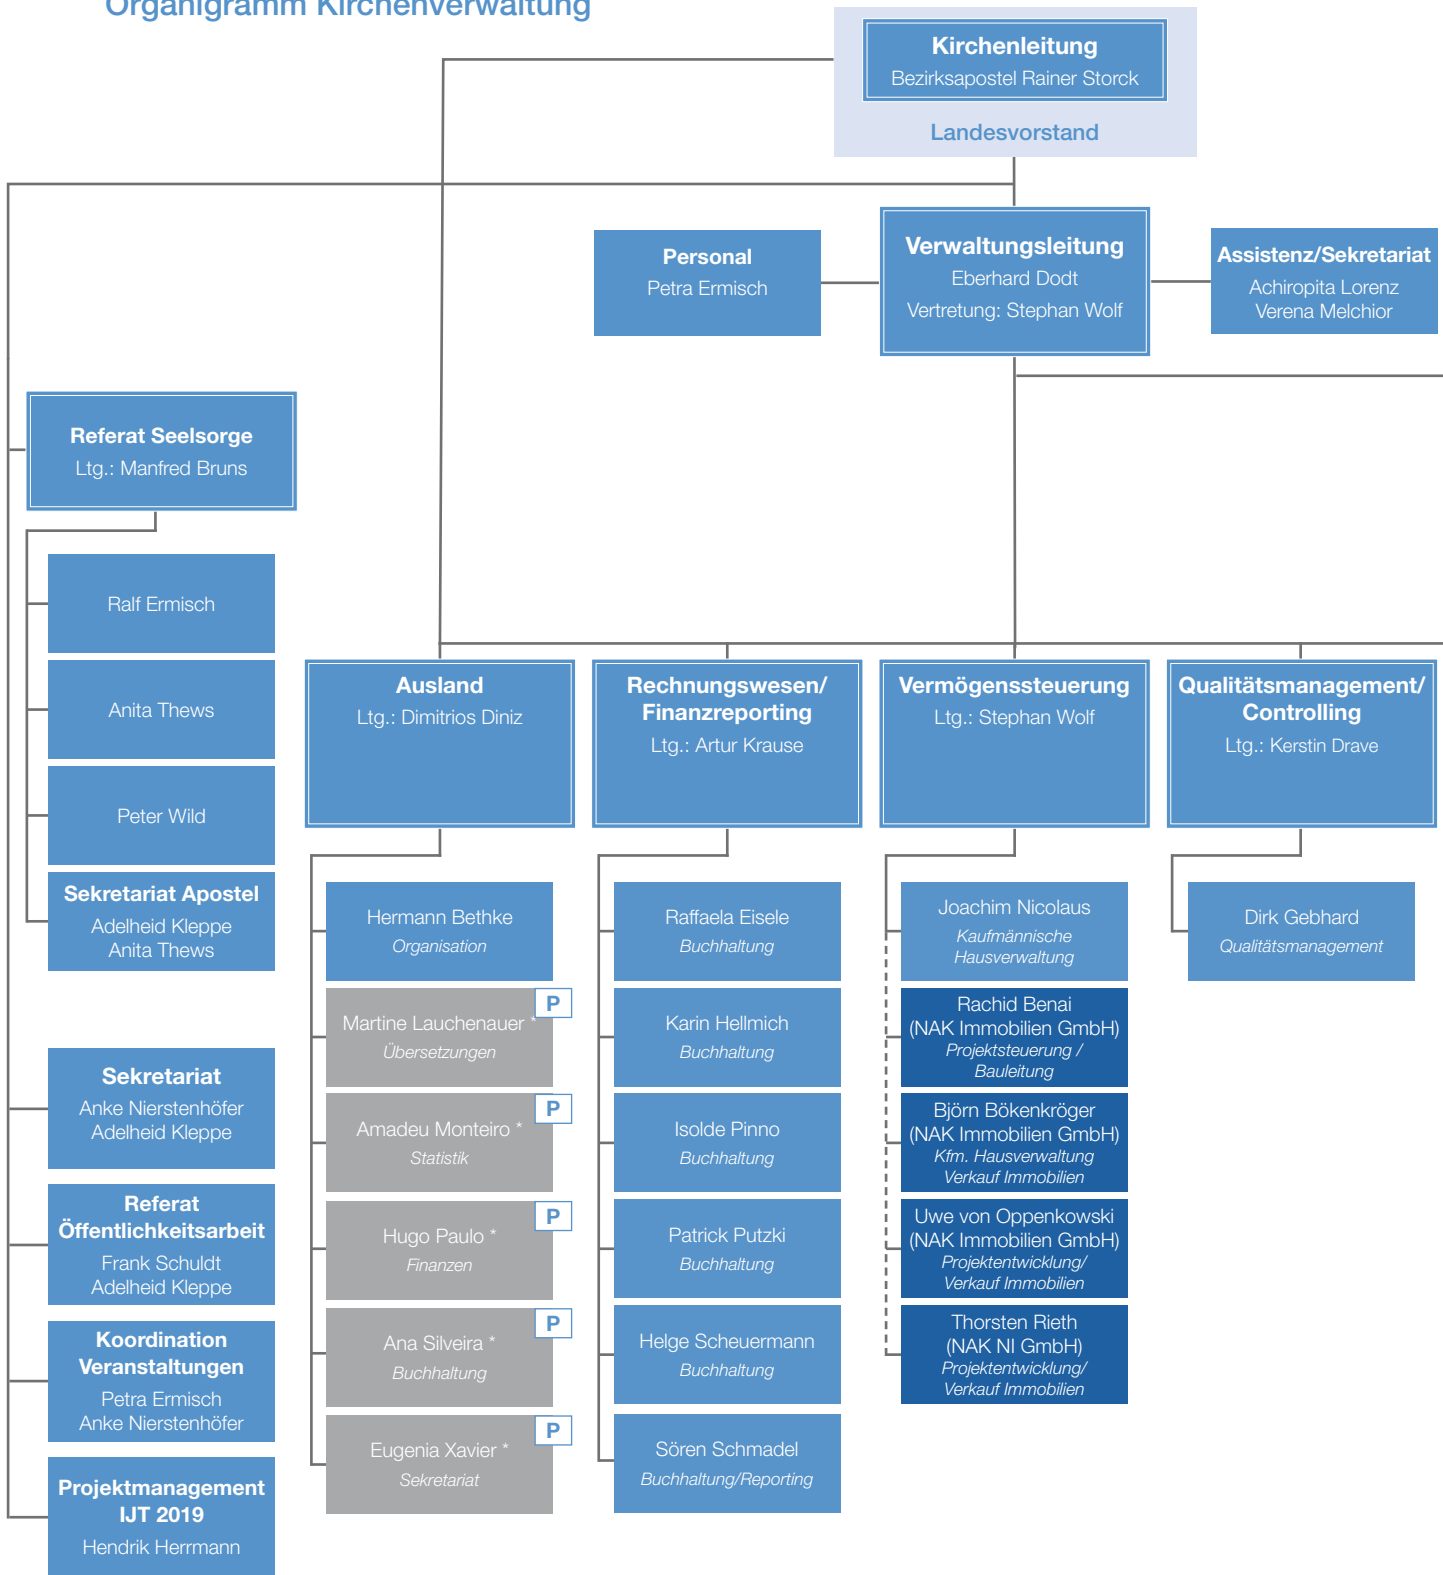 Organigramm Kirchenverwaltung
Kirchenleitung
Bezirksapostel Rainer Storck
Landesvorstand
Personal
Petra Ermisch
Verwaltungsleitung
Eberhard Dodt
Vertretung: Stephan Wolf
Assistenz/Sekretariat
Achiropita Lorenz
Verena Melchior
Referat Seelsorge
Ltg.: Manfred Bruns
Ralf Ermisch
Anita Thews
Peter Wild
Sekretariat Apostel
Adelheid Kleppe
Anita Thews
Sekretariat
Anke Nierstenhöfer
Adelheid Kleppe
Referat
Öffentlichkeitsarbeit
Frank Schuldt
Adelheid Kleppe
Koordination
Veranstaltungen
Petra Ermisch
Anke Nierstenhöfer
Projektmanagement
IJT 2019
Hendrik Herrmann
Ausland
Ltg.: Dimitrios Diniz
Hermann Bethke
Organisation
P
Martine Lauchenauer *
Übersetzungen
P
Amadeu Monteiro *
Statistik
P
Hugo Paulo *
Finanzen
P
Ana Silveira *
Buchhaltung
P
Eugenia Xavier *
Sekretariat
Rechnungswesen/
Finanzreporting
Ltg.: Artur Krause
Raffaela Eisele
Buchhaltung
Karin Hellmich
Buchhaltung
Isolde Pinno
Buchhaltung
Patrick Putzki
Buchhaltung
Helge Scheuermann
Buchhaltung
Sören Schmadel
Buchhaltung/Reporting
Vermögenssteuerung
Ltg.: Stephan Wolf
Joachim Nicolaus
Kaufmännische
Hausverwaltung
Rachid Benai
(NAK Immobilien GmbH)
Projektsteuerung /
Bauleitung
Björn Bökenkröger
(NAK Immobilien GmbH)
Kfm. Hausverwaltung
Verkauf Immobilien
Uwe von Oppenkowski
(NAK Immobilien GmbH)
Projektentwicklung/
Verkauf Immobilien
Thorsten Rieth
(NAK NI GmbH)
Projektentwicklung/
Verkauf Immobilien
Qualitätsmanagement/
Controlling
Ltg.: Kerstin Drave
Dirk Gebhard
Qualitätsmanagement